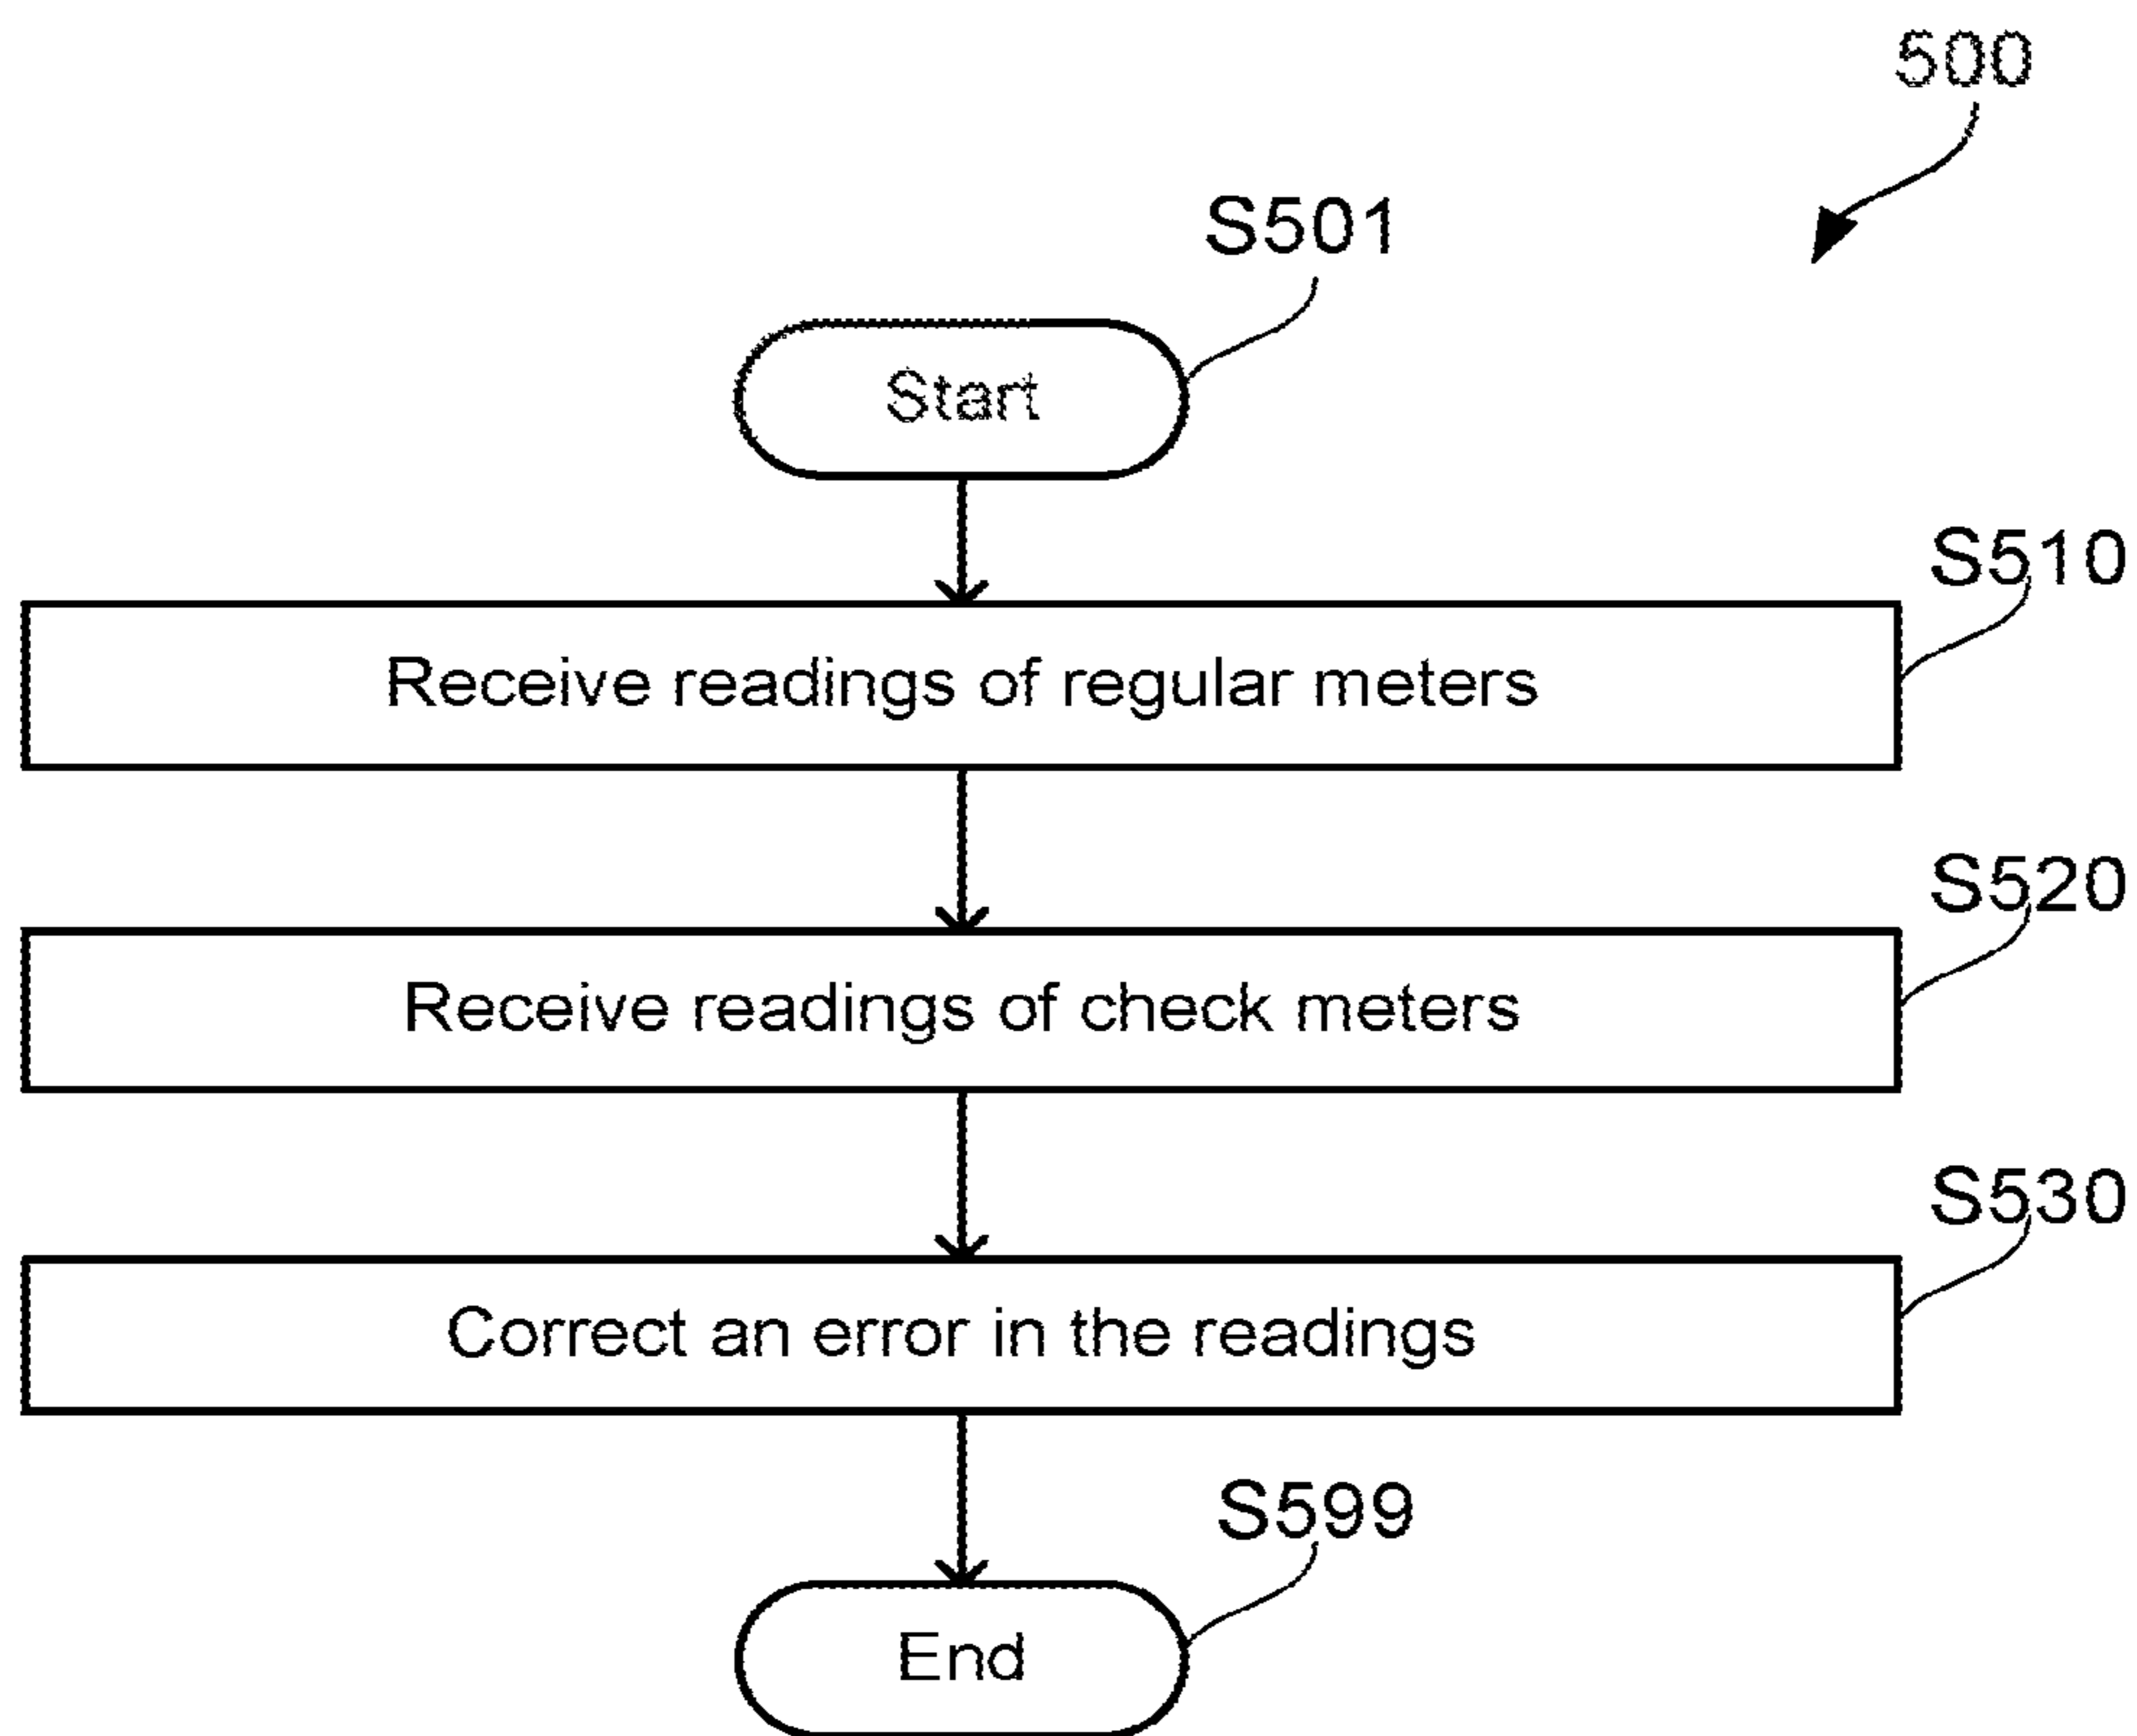 500
S501
Start
S510
Receive readings of regular meters
S520
Receive readings of check meters
S530
Correct an error in the readings
S599
End